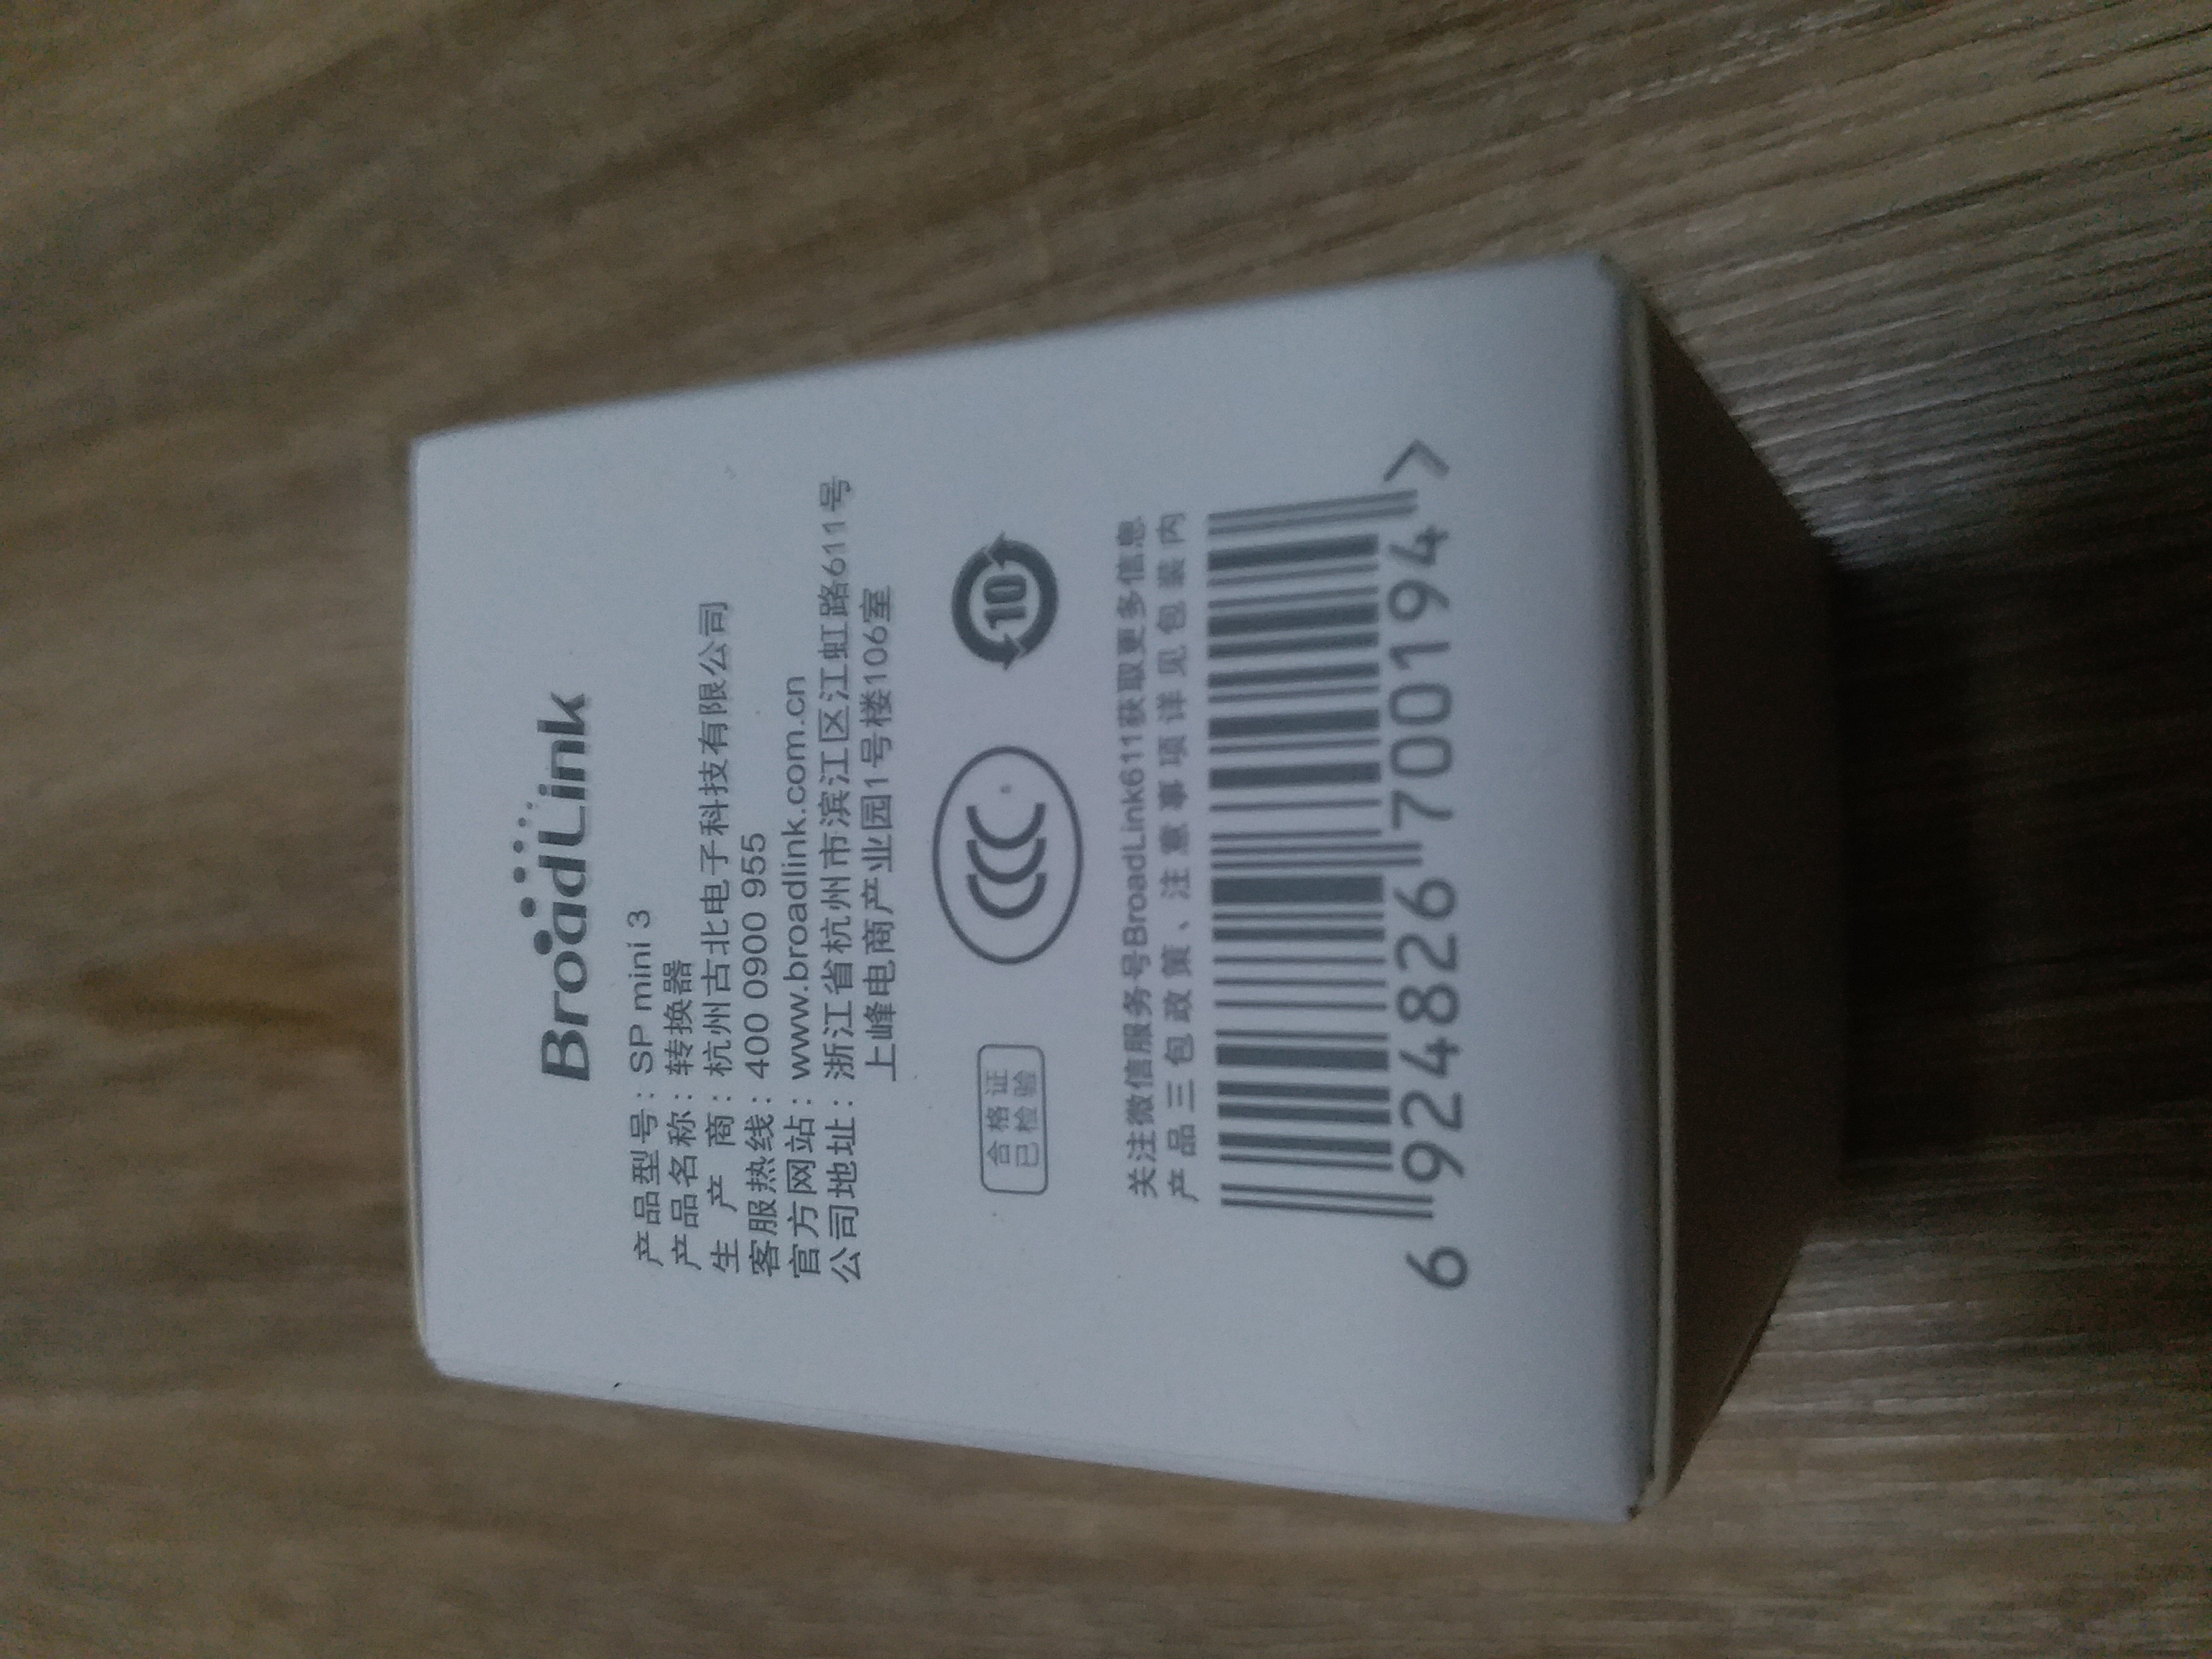 BroadLink
产品型号：SP mini 3
产品名称：转换器
生 产 商：杭州古北电子科技有限公司
客服热线：400 0900 955
官方网站：www.broadlink.com.cn
公司地址：浙江省杭州市滨江区江虹路611号
上峰电商产业园1号楼106室
合格证
已检验
CCC
10
关注微信服务号BroadLink611获取更多信息
产品三包政策、注意事项详见包装内
6 924826 700194 >